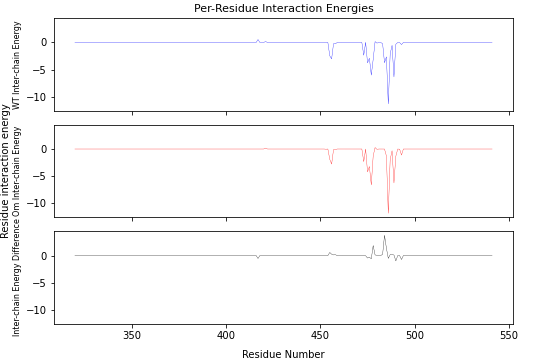 Per-Residue Interaction Energies
Residue interaction energy
WT Inter-chain Energy
0
−5
−10
Om Inter-chain Energy
0
−5
−10
Inter-chain Energy Difference
0
−5
−10
350
400
450
500
550
Residue Number